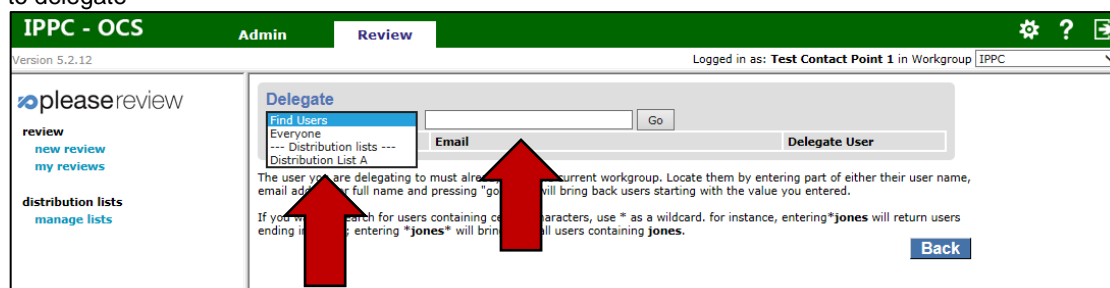 to delegate
IPPC - OCS Admin Review ?
Version 5.2.12 Logged in as: Test Contact Point 1 in Workgroup IPPC
pleasereview
Delegate
Find Users Go
Everyone
--- Distribution lists ---
Distribution List A
Email Delegate User
review
new review
my reviews
distribution lists
manage lists
The user you are delegating to must current workgroup. Locate them by entering part of either their user name,
email or full name and pressing "go will bring back users starting with the value you entered.
If you search for users containing characters, use * as a wildcard. for instance, entering*jones will return users
ending in ; entering *jones* will all users containing jones.
Back